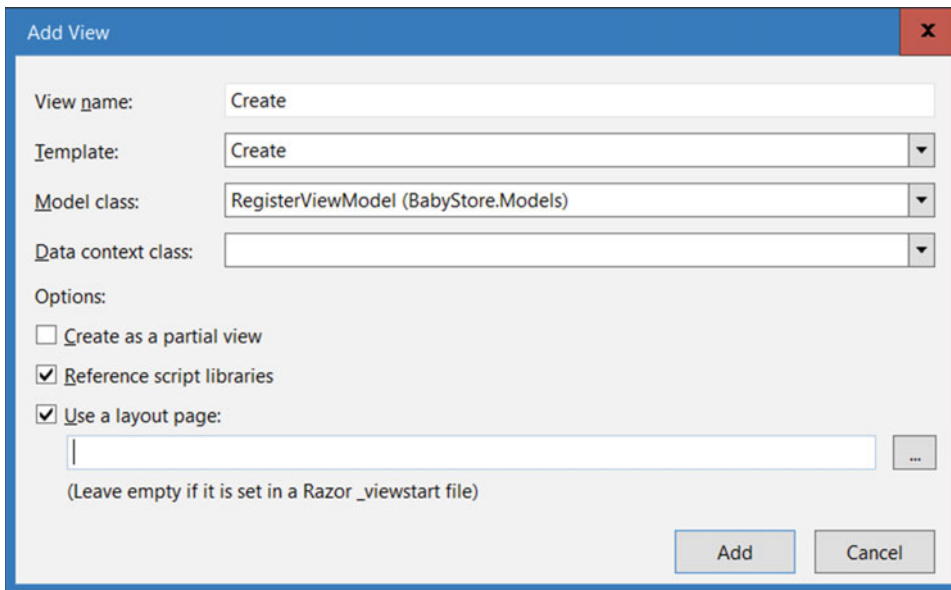 Add View
x
View name: Create
Template: Create
Model class: RegisterViewModel (BabyStore.Models)
Data context class:
Options:
Create as a partial view
Reference script libraries
Use a layout page:
...
(Leave empty if it is set in a Razor _viewstart file)
Add Cancel